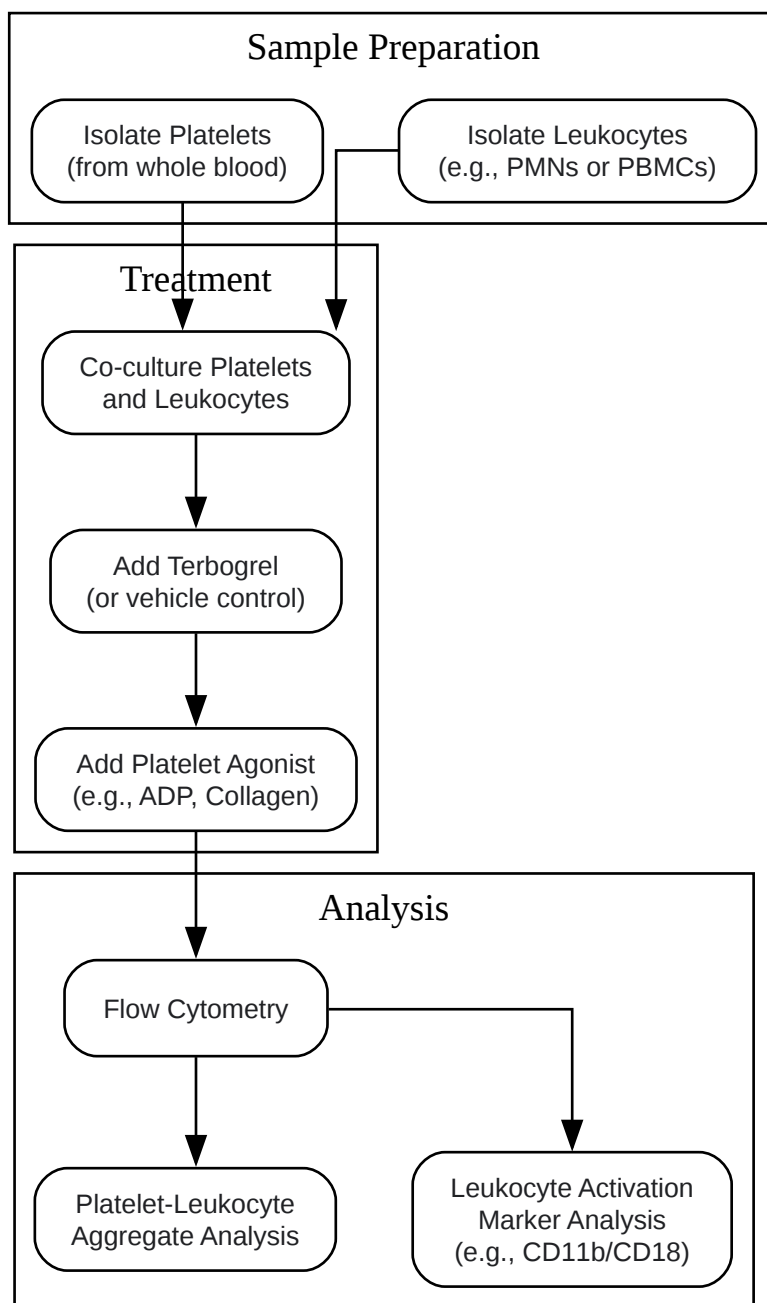 Sample Preparation
Isolate Platelets
(from whole blood)
Isolate Leukocytes
(e.g., PMNs or PBMCs)
Treatment
Co-culture Platelets
and Leukocytes
Add Terbogrel
(or vehicle control)
Add Platelet Agonist
(e.g., ADP, Collagen)
Analysis
Flow Cytometry
Platelet-Leukocyte
Aggregate Analysis
Leukocyte Activation
Marker Analysis
(e.g., CD11b/CD18)